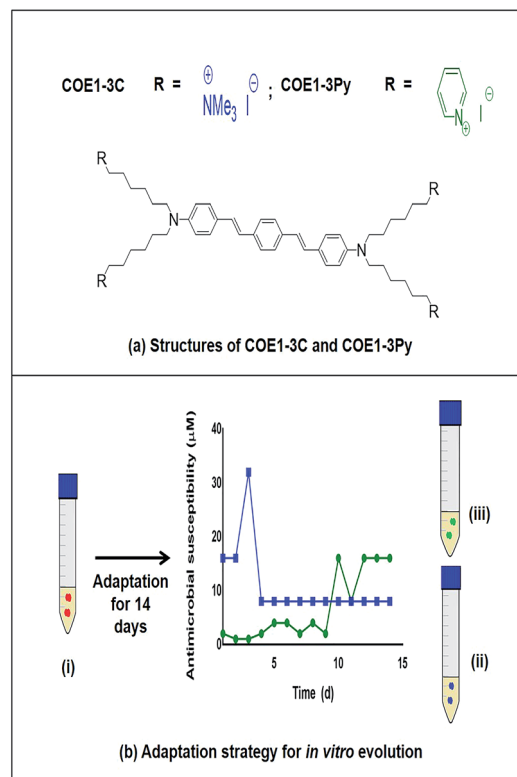 COE1-3C R = ⊕ NMe3 I⊖ ; COE1-3Py R = N+ I⊖
R
R
N
N
R
R
(a) Structures of COE1-3C and COE1-3Py
Antimicrobial susceptibility (µM)
40
30
20
10
0
5
10
15
Time (d)
Adaptation
for 14
days
(i)
(iii)
(ii)
(b) Adaptation strategy for in vitro evolution